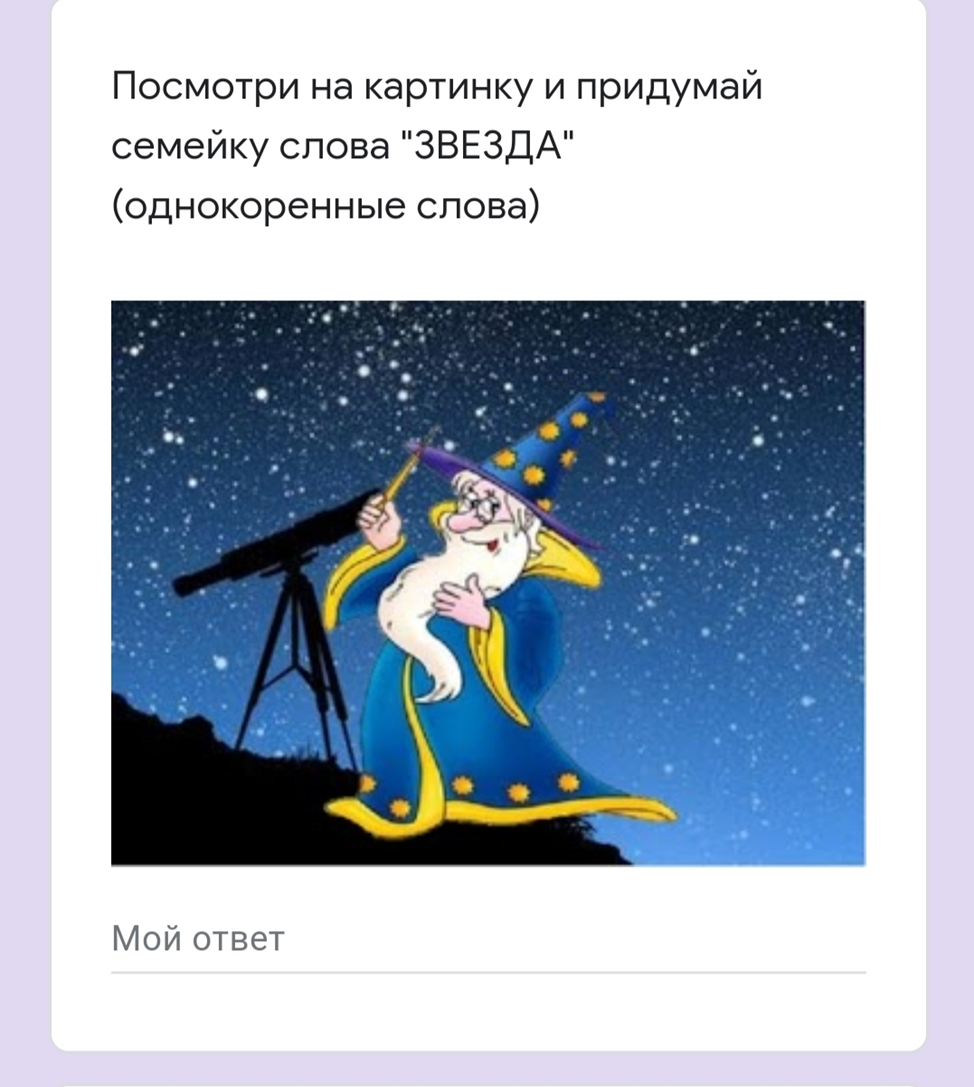 Посмотри на картинку и придумай
семейку слова "ЗВЕЗДА"
(однокоренные слова)
Мой ответ